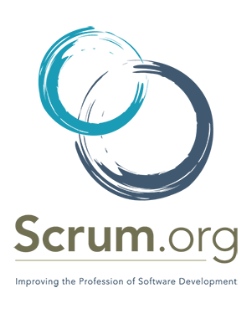 Scrum.org
Improving the Profession of Software Development